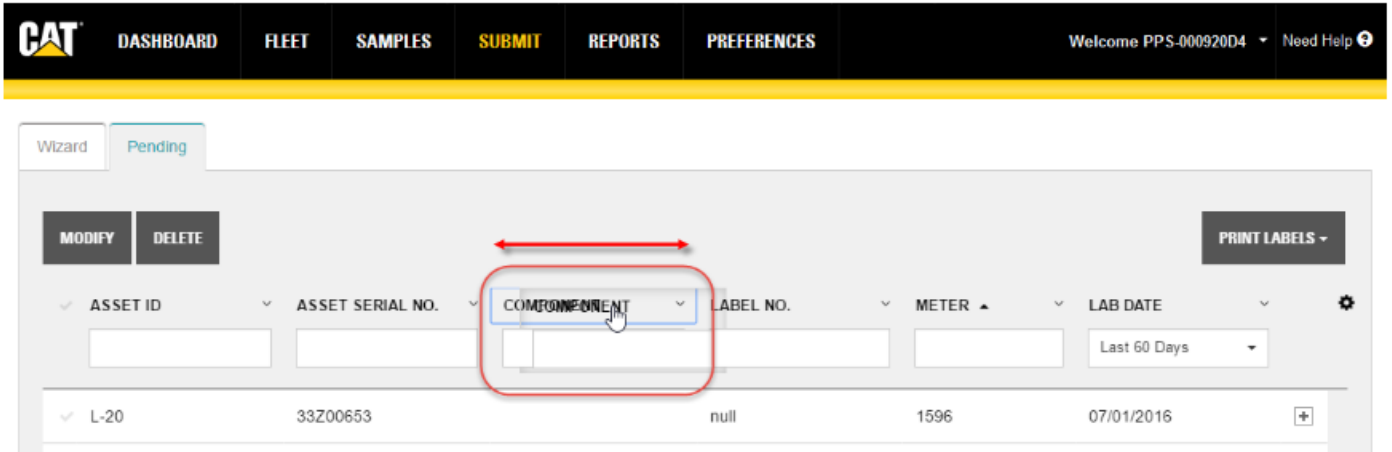 CAT DASHBOARD FLEET SAMPLES SUBMIT REPORTS PREFERENCES Welcome PPS-000920D4 Need Help ?
Wizard Pending
MODIFY DELETE PRINT LABELS
ASSET ID ASSET SERIAL NO. COMPONENT COMPONENT LABEL NO. METER LAB DATE
Last 60 Days
L-20 33Z00653 null 1596 07/01/2016